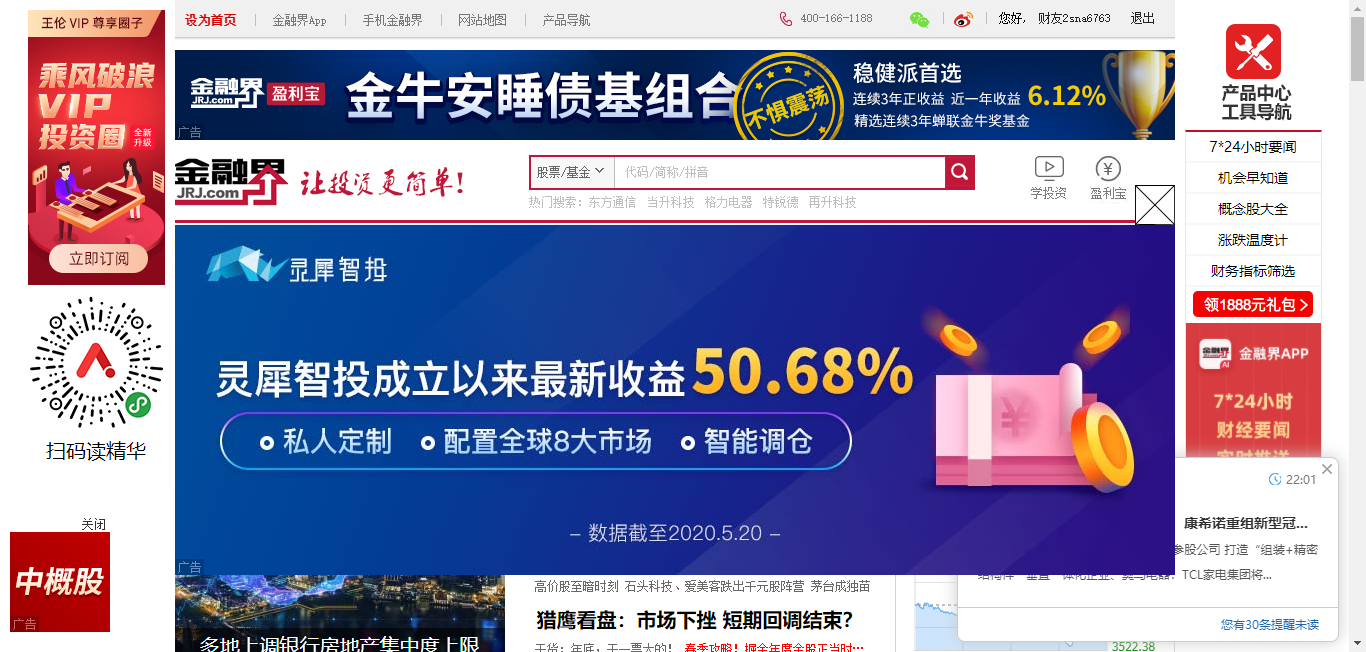 王伦 VIP 尊享圈子
乘风破浪
VIP
投资圈
全新
升级
立即订阅
扫码读精华
关闭
中概股
广告
设为首页
金融界App
手机金融界
网站地图
产品导航
400-166-1188
您好, 财友2sna6763 退出
金融界
JRJ.com
盈利宝
金牛安睡债基组合
不惧震荡
稳健派首选
连续3年正收益 近一年收益 6.12%
精选连续3年蝉联金牛奖基金
广告
金融界
JRJ.com
让投资更简单!
股票/基金
代码/简称/拼音
热门搜索: 东方通信 当升科技 格力电器 特锐德 再升科技
学投资
盈利宝
灵犀智投
灵犀智投成立以来最新收益50.68%
私人定制
配置全球8大市场
智能调仓
– 数据截至2020.5.20 –
广告
多地上调银行房地产集中度上限
高价股至暗时刻 石头科技、爱美客跌出千元股阵营 茅台成独苗
猎鹰看盘：市场下挫 短期回调结束？
干货：年底，干一票大的！ 春季攻略！掘金年度金股正当时…
3522.38
产品中心
工具导航
7*24小时要闻
机会早知道
概念股大全
涨跌温度计
财务指标筛选
领1888元礼包
金融界
AI
金融界APP
7*24小时
财经要闻
实时推送
22:01
康希诺重组新型冠...
参股公司 打造“组装+精密
TCL家电集团将...
您有30条提醒未读